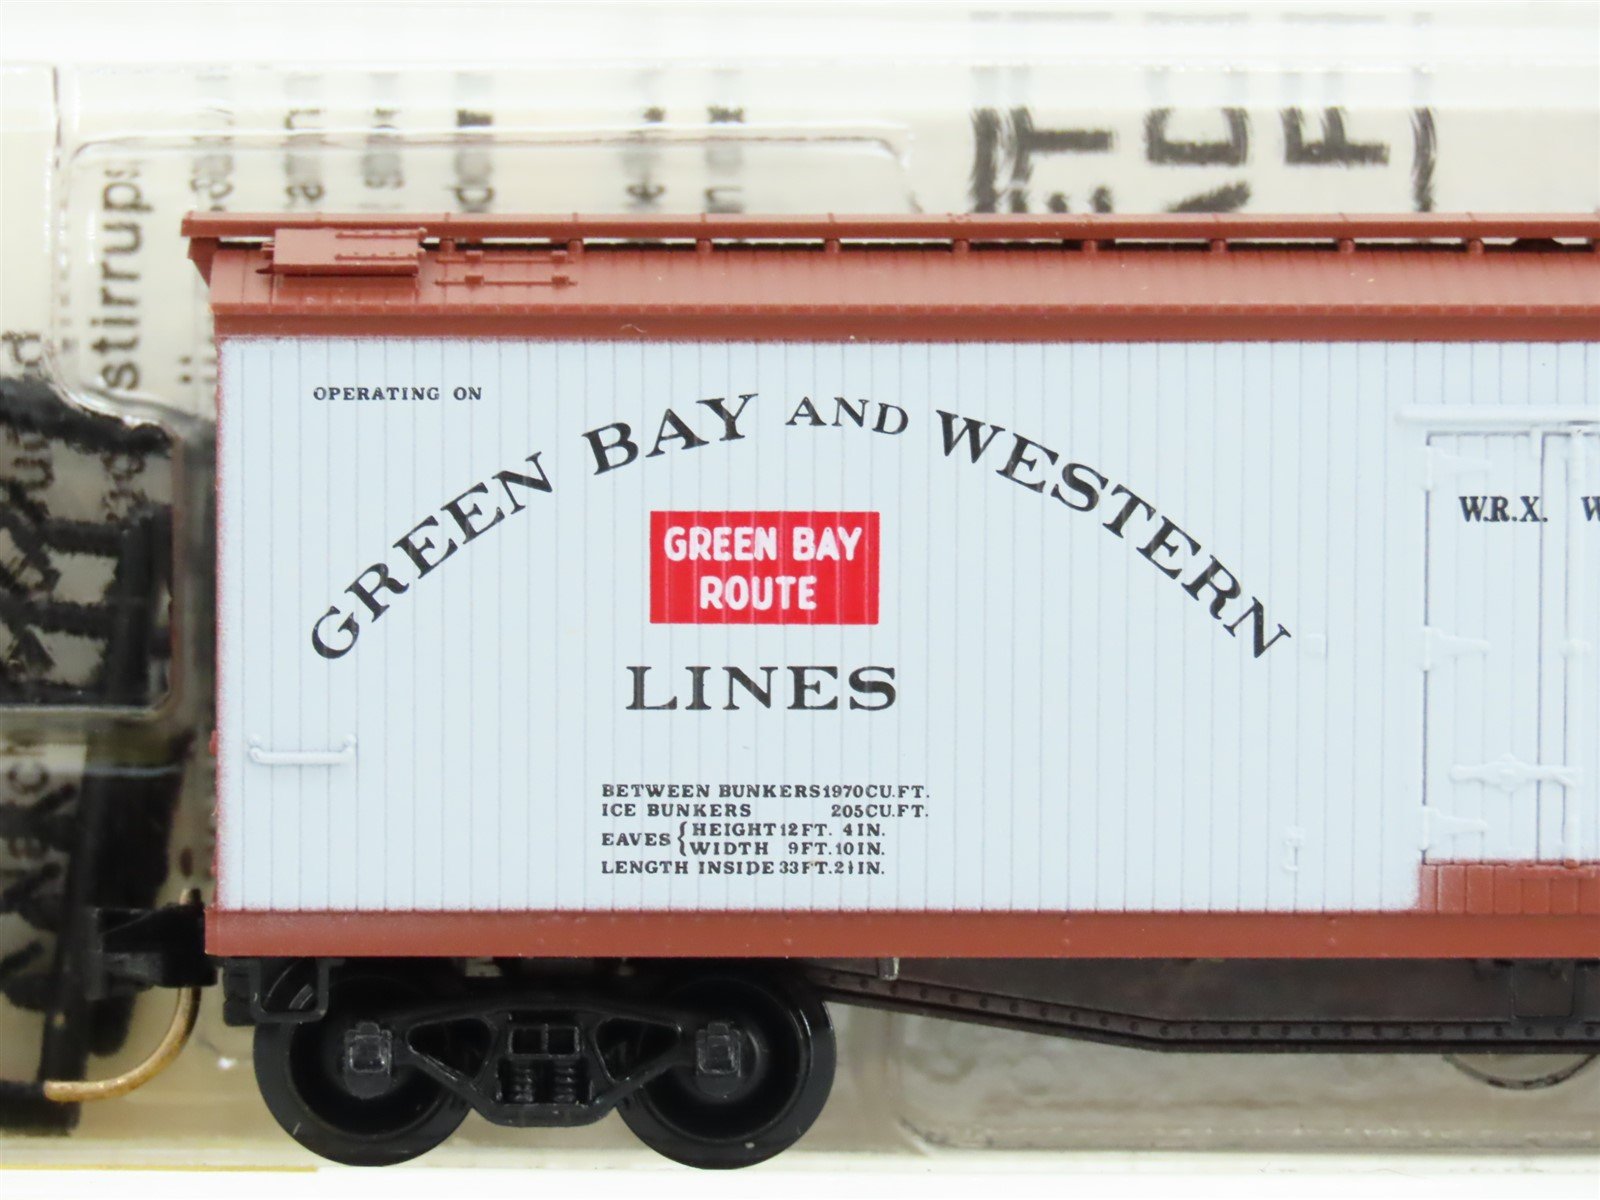 OPERATING ON
GREEN BAY AND WESTERN
GREEN BAY
ROUTE
LINES
W.R.X.
BETWEEN BUNKERS 1970 CU.FT.
ICE BUNKERS 205 CU.FT.
EAVES { HEIGHT 12 FT. 4 IN.
WIDTH 9 FT. 10 IN.
LENGTH INSIDE 33 FT. 2½ IN.
stirrups